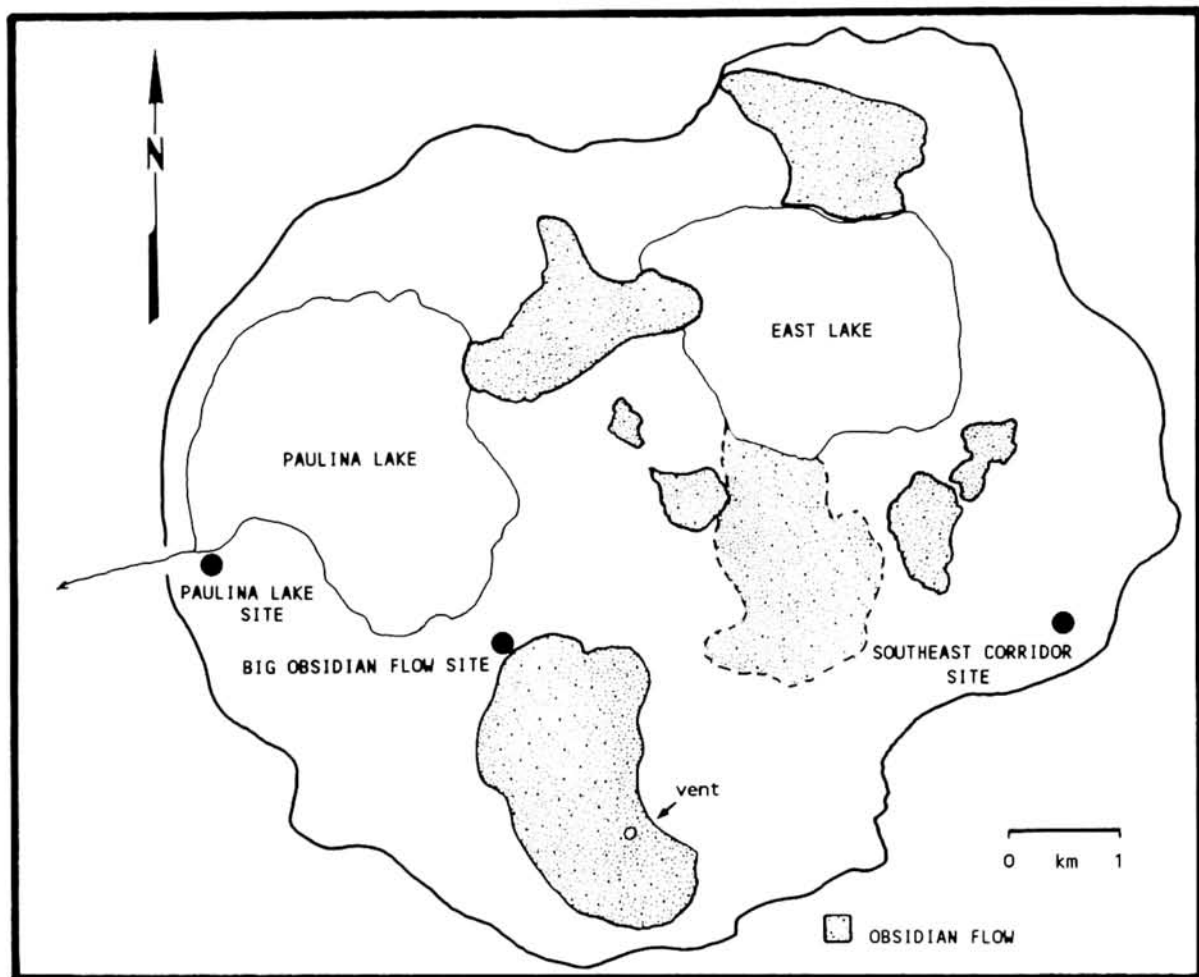 N
EAST LAKE
PAULINA LAKE
PAULINA LAKE
SITE
BIG OBSIDIAN FLOW SITE
SOUTHEAST CORRIDOR
SITE
vent
0 km 1
OBSIDIAN FLOW